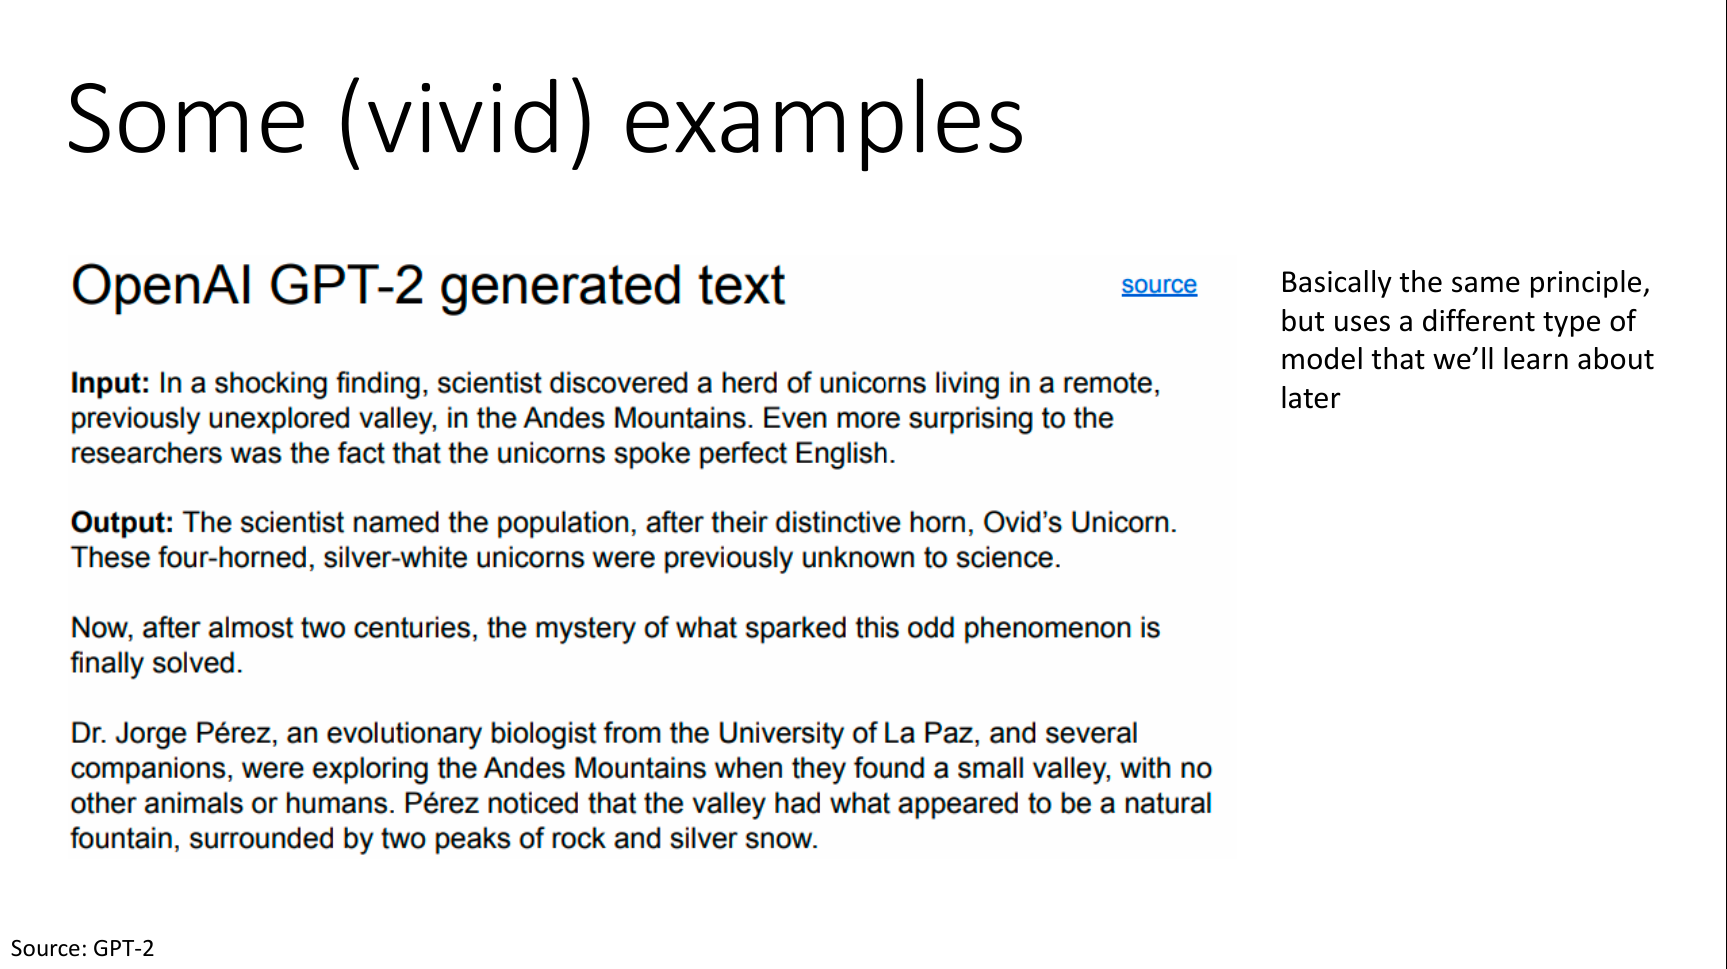 Some (vivid) examples
OpenAI GPT-2 generated text
source
Input: In a shocking finding, scientist discovered a herd of unicorns living in a remote,
previously unexplored valley, in the Andes Mountains. Even more surprising to the
researchers was the fact that the unicorns spoke perfect English.
Output: The scientist named the population, after their distinctive horn, Ovid’s Unicorn.
These four-horned, silver-white unicorns were previously unknown to science.
Now, after almost two centuries, the mystery of what sparked this odd phenomenon is
finally solved.
Dr. Jorge Pérez, an evolutionary biologist from the University of La Paz, and several
companions, were exploring the Andes Mountains when they found a small valley, with no
other animals or humans. Pérez noticed that the valley had what appeared to be a natural
fountain, surrounded by two peaks of rock and silver snow.
Basically the same principle,
but uses a different type of
model that we’ll learn about
later
Source: GPT-2